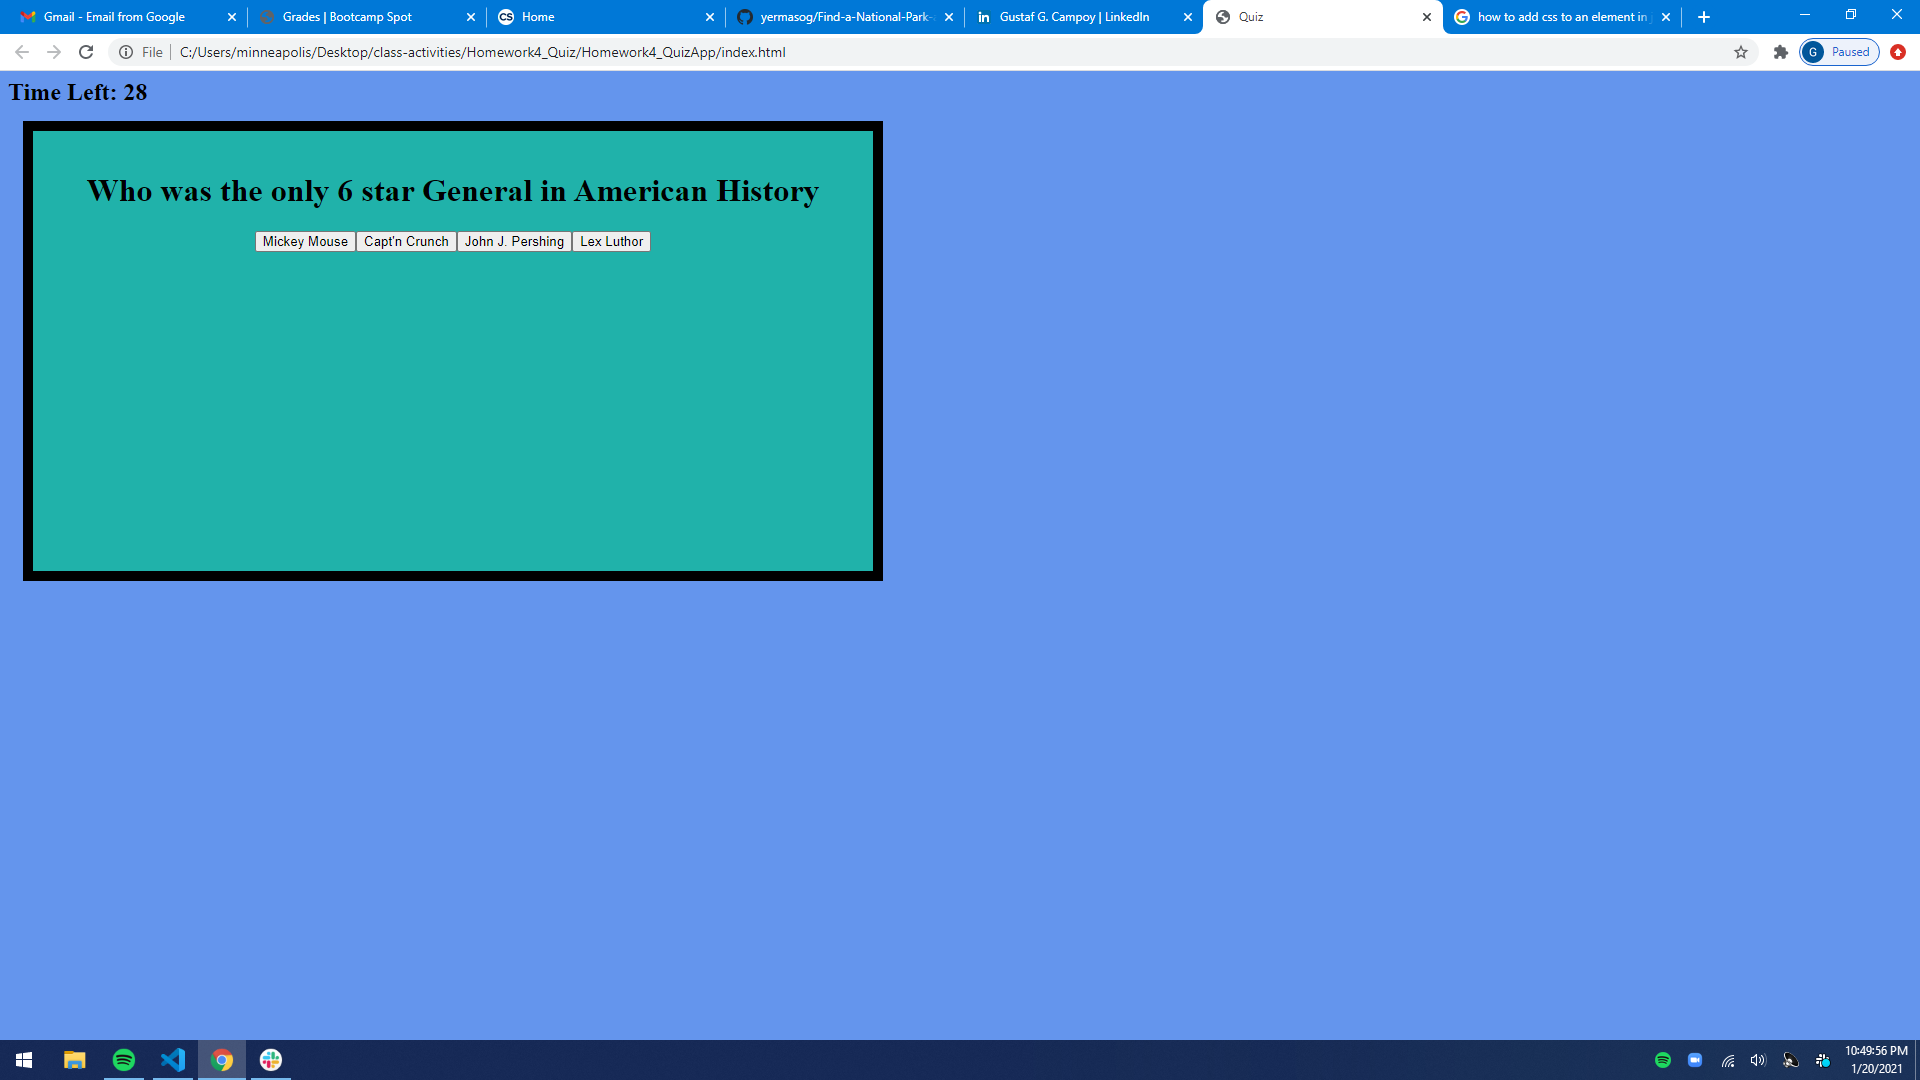 Gmail - Email from Google
Grades | Bootcamp Spot
CS Home
yermasog/Find-a-National-Park-
in Gustaf G. Campoy | LinkedIn
Quiz
how to add css to an element in
File C:/Users/minneapolis/Desktop/class-activities/Homework4_Quiz/Homework4_QuizApp/index.html
G Paused
Time Left: 28
Who was the only 6 star General in American History
Mickey Mouse Capt'n Crunch John J. Pershing Lex Luthor
10:49:56 PM
1/20/2021